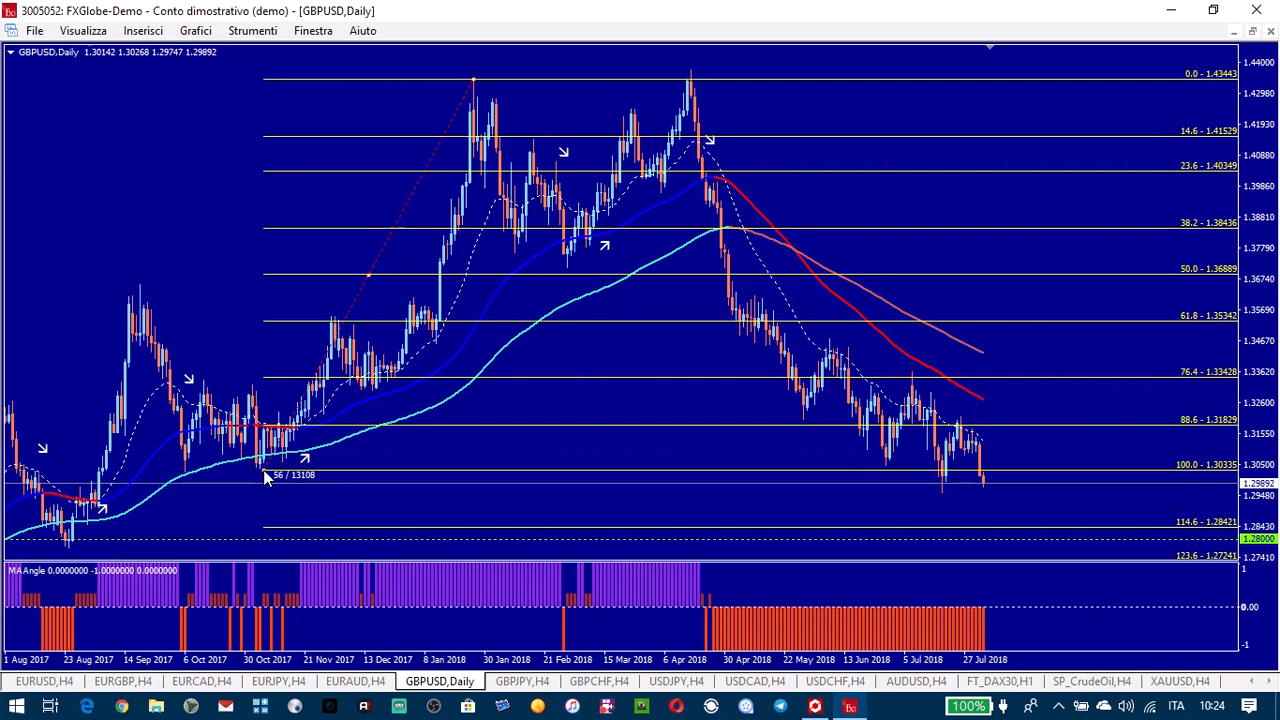 3005052: FXGlobe-Demo - Conto dimostrativo (demo) - [GBPUSD,Daily]
File Visualizza Inserisci Grafici Strumenti Finestra Aiuto
GBPUSD,Daily 1.30142 1.30268 1.29747 1.29892
1.44000
0.0 - 1.43443
1.42980
14.6 - 1.41529
1.41930
23.6 - 1.40349
1.40880
1.39860
38.2 - 1.38436
1.38810
1.37790
50.0 - 1.36889
1.36740
1.35690
61.8 - 1.35342
1.34670
76.4 - 1.33428
1.33620
1.32600
88.6 - 1.31829
1.31550
100.0 - 1.30335
1.30500
56 / 13108
1.29892
1.29480
114.6 - 1.28421
1.28430
1.28000
123.6 - 1.27241
1.27410
MAAngle 0.0000000 -1.0000000 0.0000000
1
0.00
-1
1 Aug 2017 23 Aug 2017 14 Sep 2017 6 Oct 2017 30 Oct 2017 21 Nov 2017 13 Dec 2017 8 Jan 2018 30 Jan 2018 21 Feb 2018 15 Mar 2018 6 Apr 2018 30 Apr 2018 22 May 2018 13 Jun 2018 5 Jul 2018 27 Jul 2018
EURUSD,H4 EURGBP,H4 EURCAD,H4 EURJPY,H4 EURAUD,H4 GBPUSD,Daily GBPJPY,H4 GBPCHF,H4 USDJPY,H4 USDCAD,H4 USDCHF,H4 AUDUSD,H4 FT_DAX30,H1 SP_CrudeOil,H4 XAUUSD,H4
100% ITA 10:24